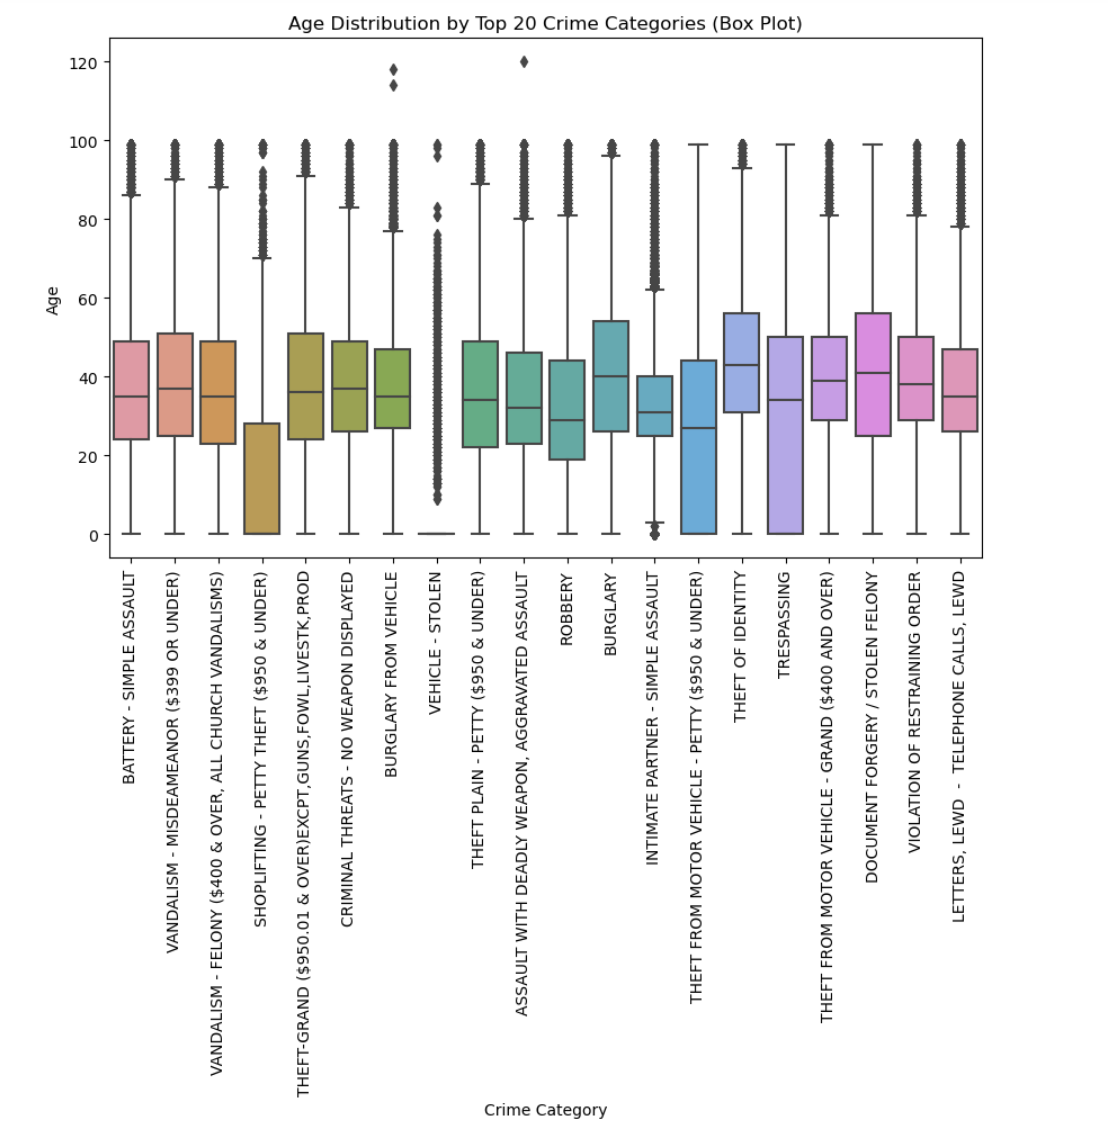 Age Distribution by Top 20 Crime Categories (Box Plot)
Age
120
100
80
60
40
20
0
BATTERY - SIMPLE ASSAULT
VANDALISM - MISDEAMEANOR ($399 OR UNDER)
VANDALISM - FELONY ($400 & OVER, ALL CHURCH VANDALISMS)
SHOPLIFTING - PETTY THEFT ($950 & UNDER)
THEFT-GRAND ($950.01 & OVER)EXCPT,GUNS,FOWL,LIVESTK,PROD
CRIMINAL THREATS - NO WEAPON DISPLAYED
BURGLARY FROM VEHICLE
VEHICLE - STOLEN
THEFT PLAIN - PETTY ($950 & UNDER)
ASSAULT WITH DEADLY WEAPON, AGGRAVATED ASSAULT
ROBBERY
BURGLARY
INTIMATE PARTNER - SIMPLE ASSAULT
THEFT FROM MOTOR VEHICLE - PETTY ($950 & UNDER)
THEFT OF IDENTITY
TRESPASSING
THEFT FROM MOTOR VEHICLE - GRAND ($400 AND OVER)
DOCUMENT FORGERY / STOLEN FELONY
VIOLATION OF RESTRAINING ORDER
LETTERS, LEWD  -  TELEPHONE CALLS, LEWD
Crime Category